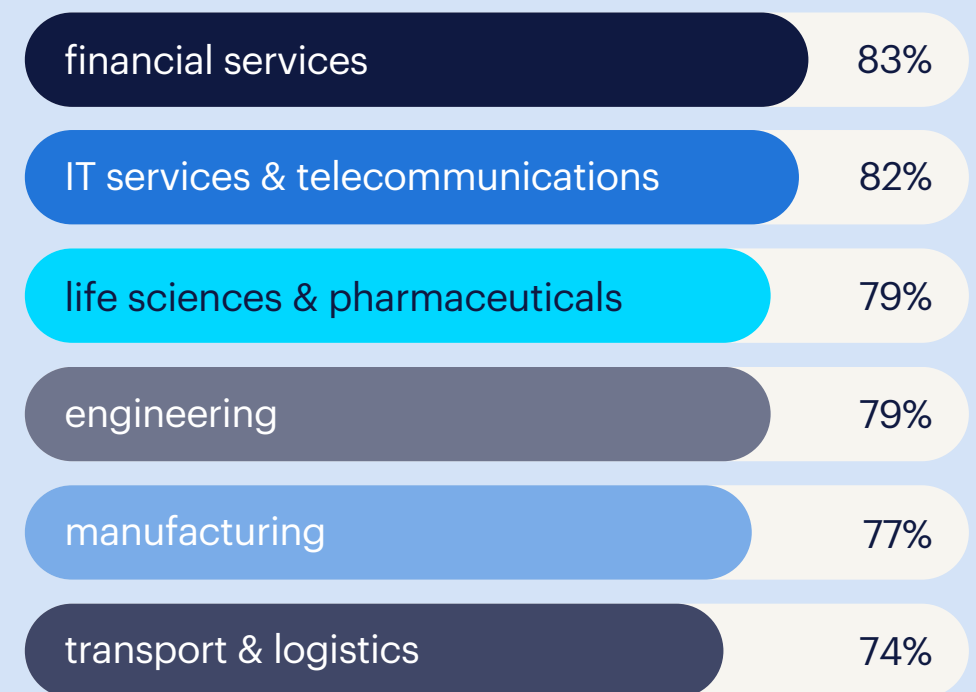 financial services 83%
IT services & telecommunications 82%
life sciences & pharmaceuticals 79%
engineering 79%
manufacturing 77%
transport & logistics 74%